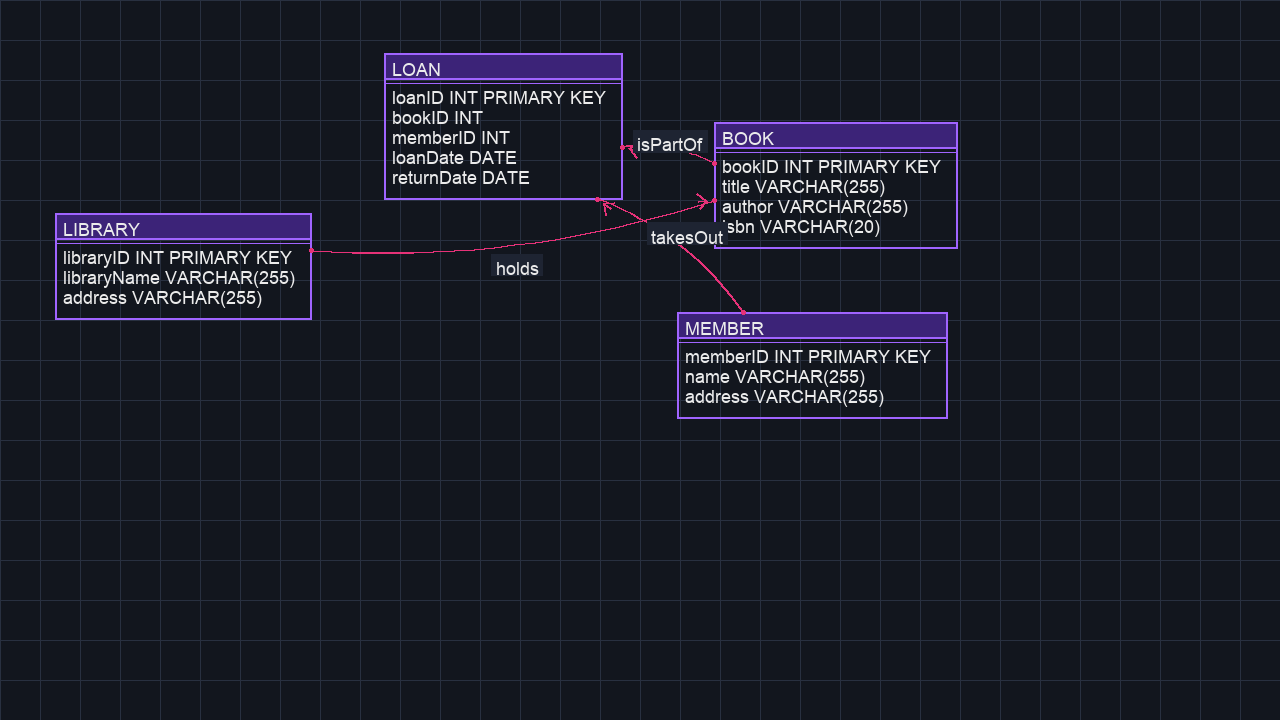 LOAN
loanID INT PRIMARY KEY
bookID INT
memberID INT
loanDate DATE
returnDate DATE
isPartOf
BOOK
bookID INT PRIMARY KEY
title VARCHAR(255)
author VARCHAR(255)
isbn VARCHAR(20)
LIBRARY
libraryID INT PRIMARY KEY
libraryName VARCHAR(255)
address VARCHAR(255)
takesOut
holds
MEMBER
memberID INT PRIMARY KEY
name VARCHAR(255)
address VARCHAR(255)